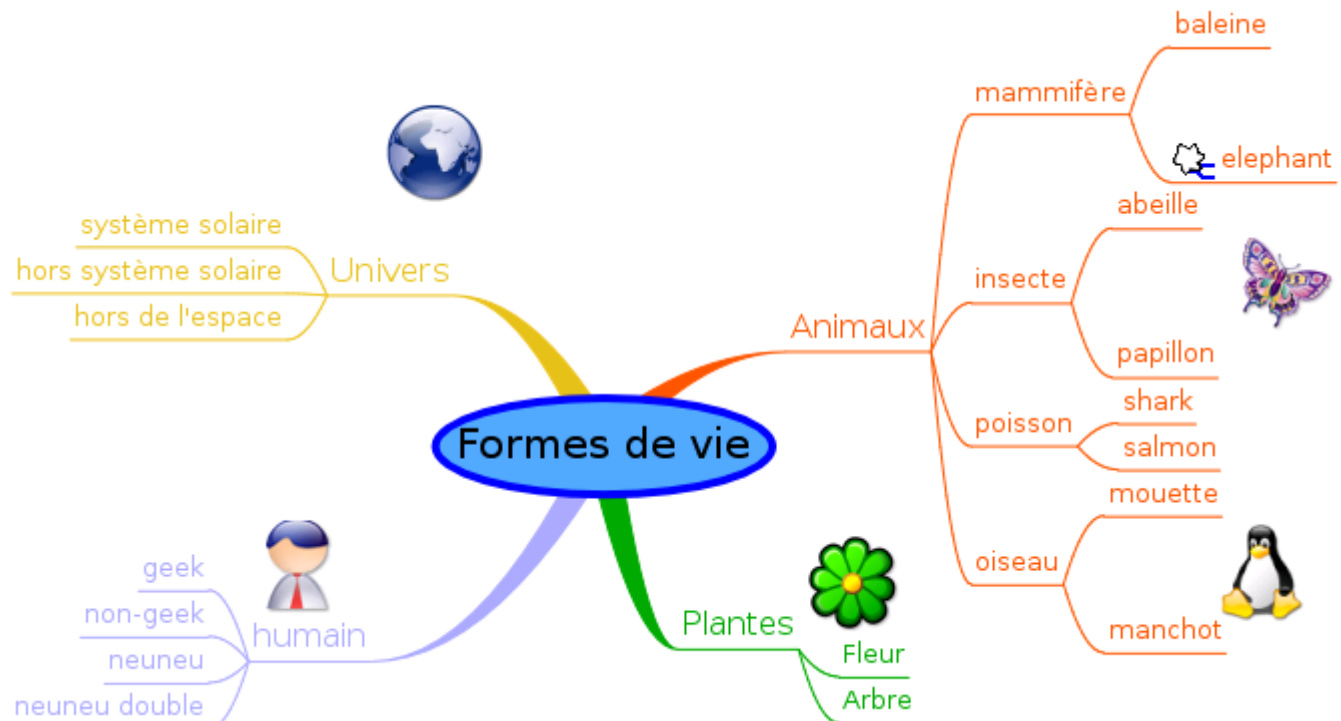 Formes de vie
Univers
système solaire
hors système solaire
hors de l'espace
Animaux
mammifère
baleine
elephant
insecte
abeille
papillon
poisson
shark
salmon
oiseau
mouette
manchot
humain
geek
non-geek
neuneu
neuneu double
Plantes
Fleur
Arbre